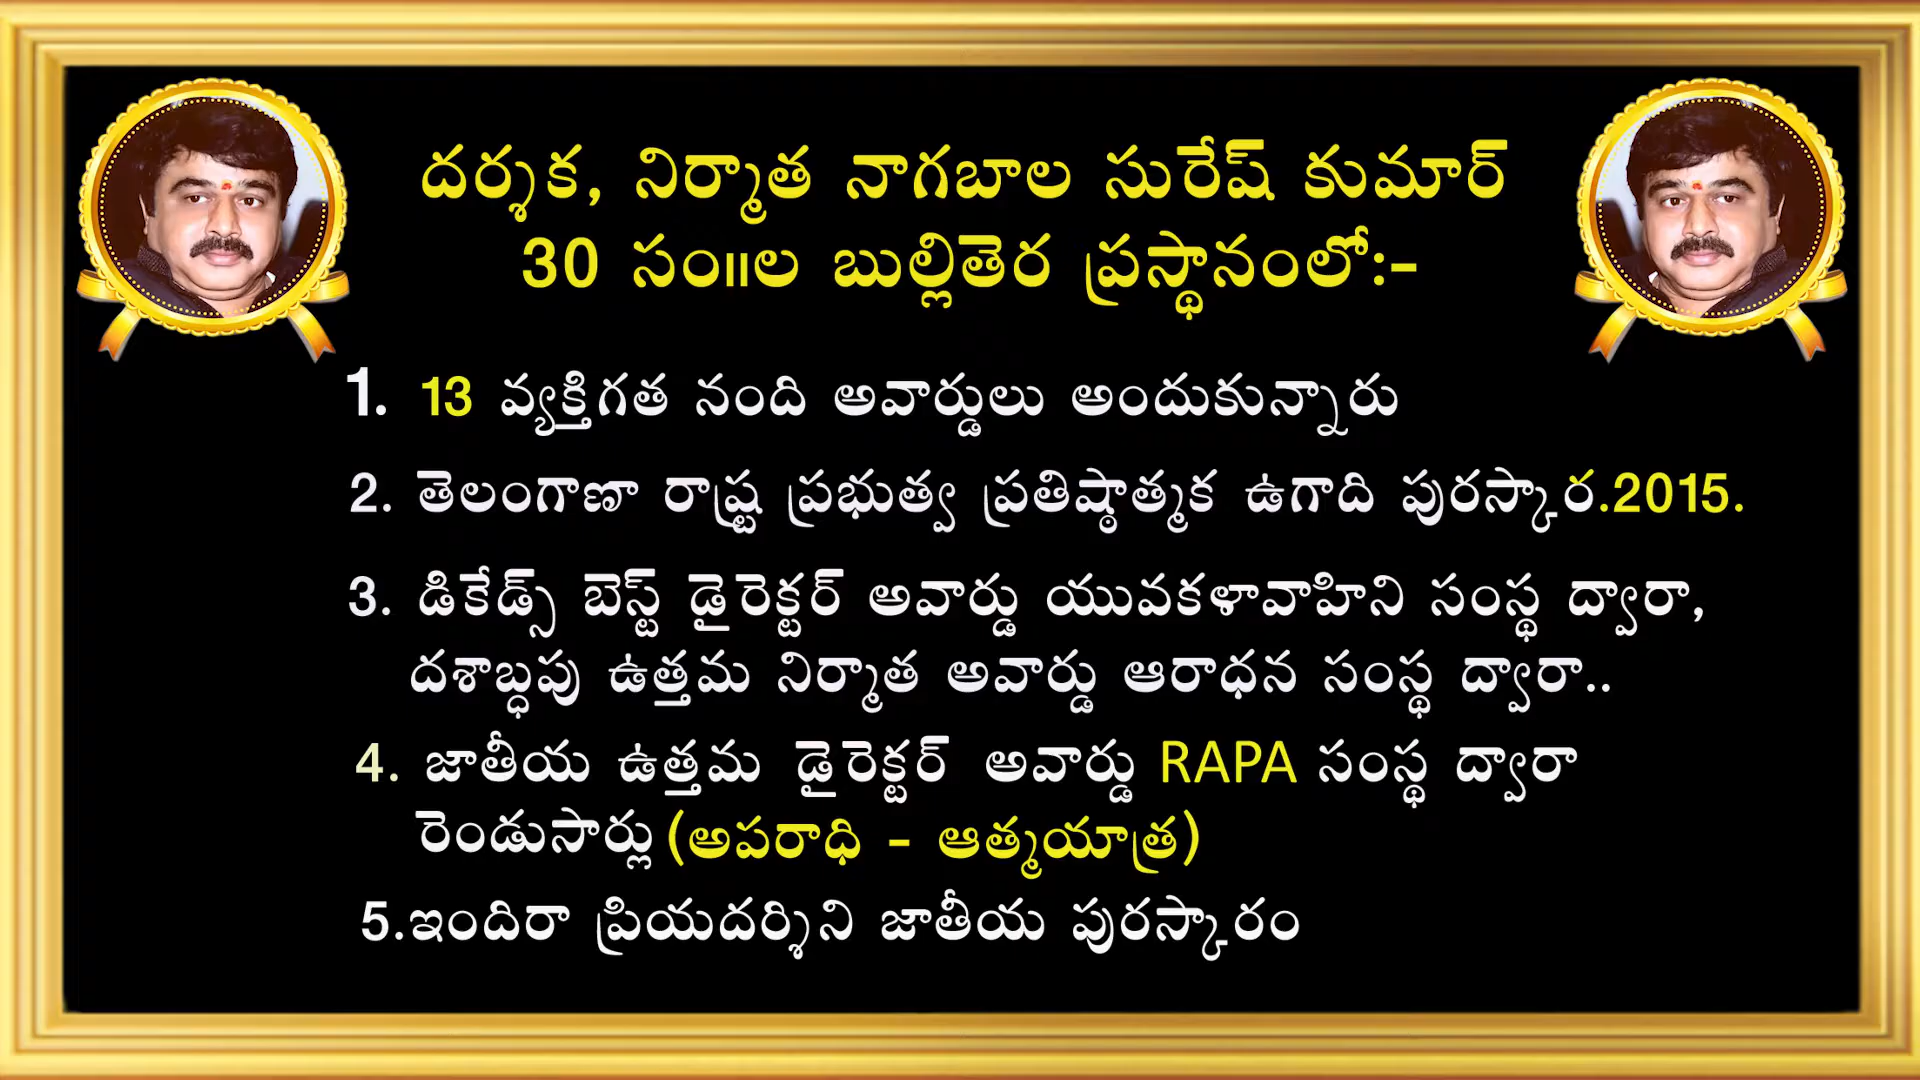 దర్శక, నిర్మాత నాగబాల సురేష్ కుమార్
30 సం॥ల బుల్లితెర ప్రస్థానంలో:-
1. 13 వ్యక్తిగత నంది అవార్డులు అందుకున్నారు
2. తెలంగాణా రాష్ట్ర ప్రభుత్వ ప్రతిష్ఠాత్మక ఉగాది పురస్కార.2015.
3. డికేడ్స్ బెస్ట్ డైరెక్టర్ అవార్డు యువకళావాహిని సంస్థ ద్వారా,
దశాబ్ధపు ఉత్తమ నిర్మాత అవార్డు ఆరాధన సంస్థ ద్వారా..
4. జాతీయ ఉత్తమ డైరెక్టర్ అవార్డు RAPA సంస్థ ద్వారా
రెండుసార్లు (అపరాధి - ఆత్మయాత్ర)
5.ఇందిరా ప్రియదర్శిని జాతీయ పురస్కారం